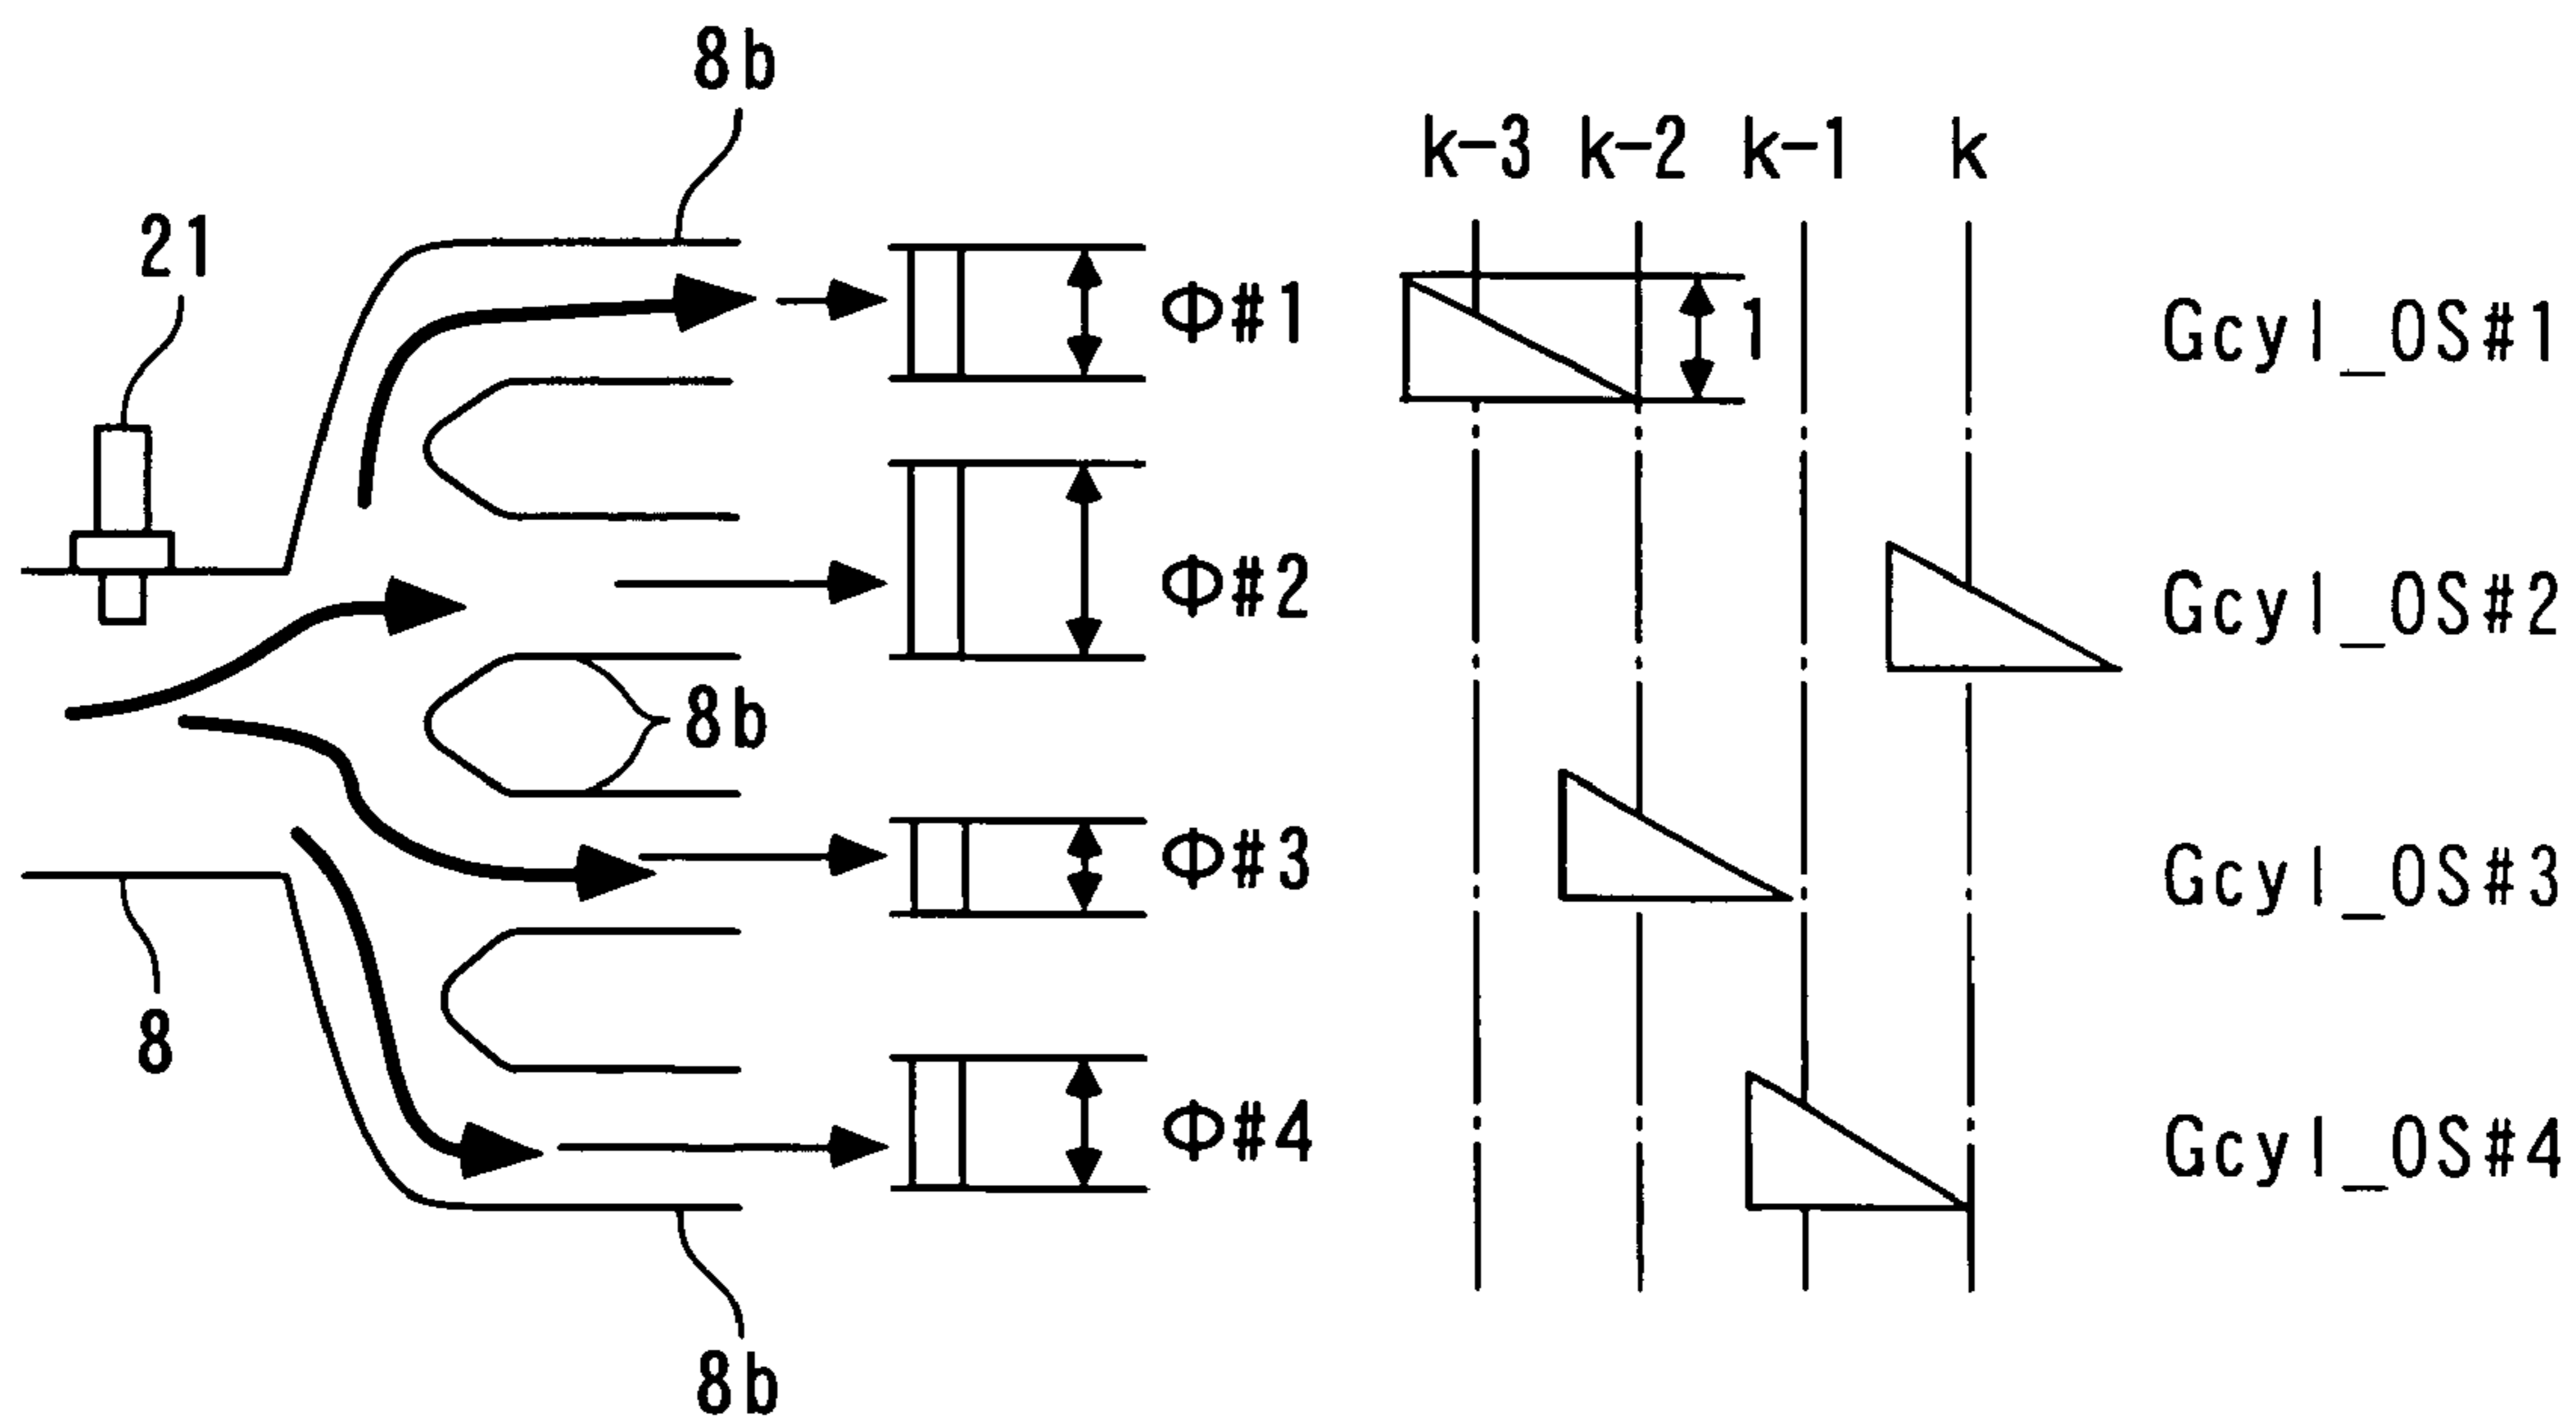 8b
k-3 k-2 k-1 k
21
Φ#1 1 Gcyl_OS#1
Φ#2 Gcyl_OS#2
8b
Φ#3 Gcyl_OS#3
8
Φ#4 Gcyl_OS#4
8b